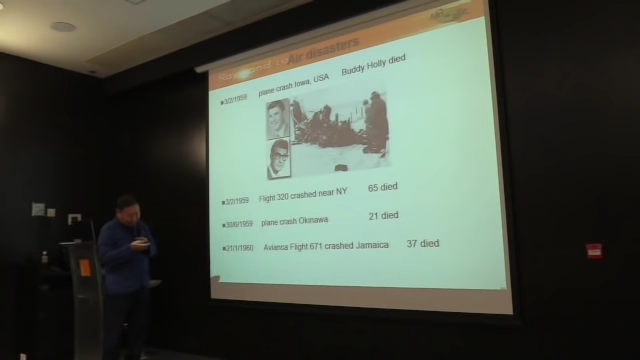 Air disasters
3/2/1959 plane crash Iowa, USA Buddy Holly died
3/2/1959 Flight 320 crashed near NY 65 died
30/6/1959 plane crash Okinawa 21 died
21/1/1960 Avianca Flight 671 crashed Jamaica 37 died